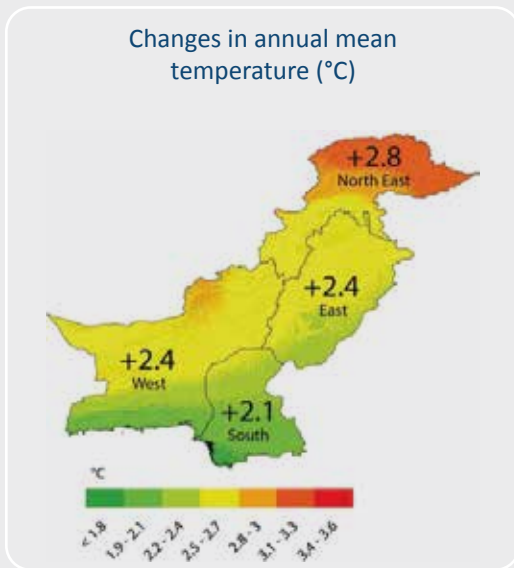 Changes in annual mean
temperature (°C)
+2.8
North East
+2.4
East
+2.4
West
+2.1
South
°C
< 1.8
1.9 - 2.1
2.2 - 2.4
2.5 - 2.7
2.8 - 3
3.1 - 3.3
3.4 - 3.6